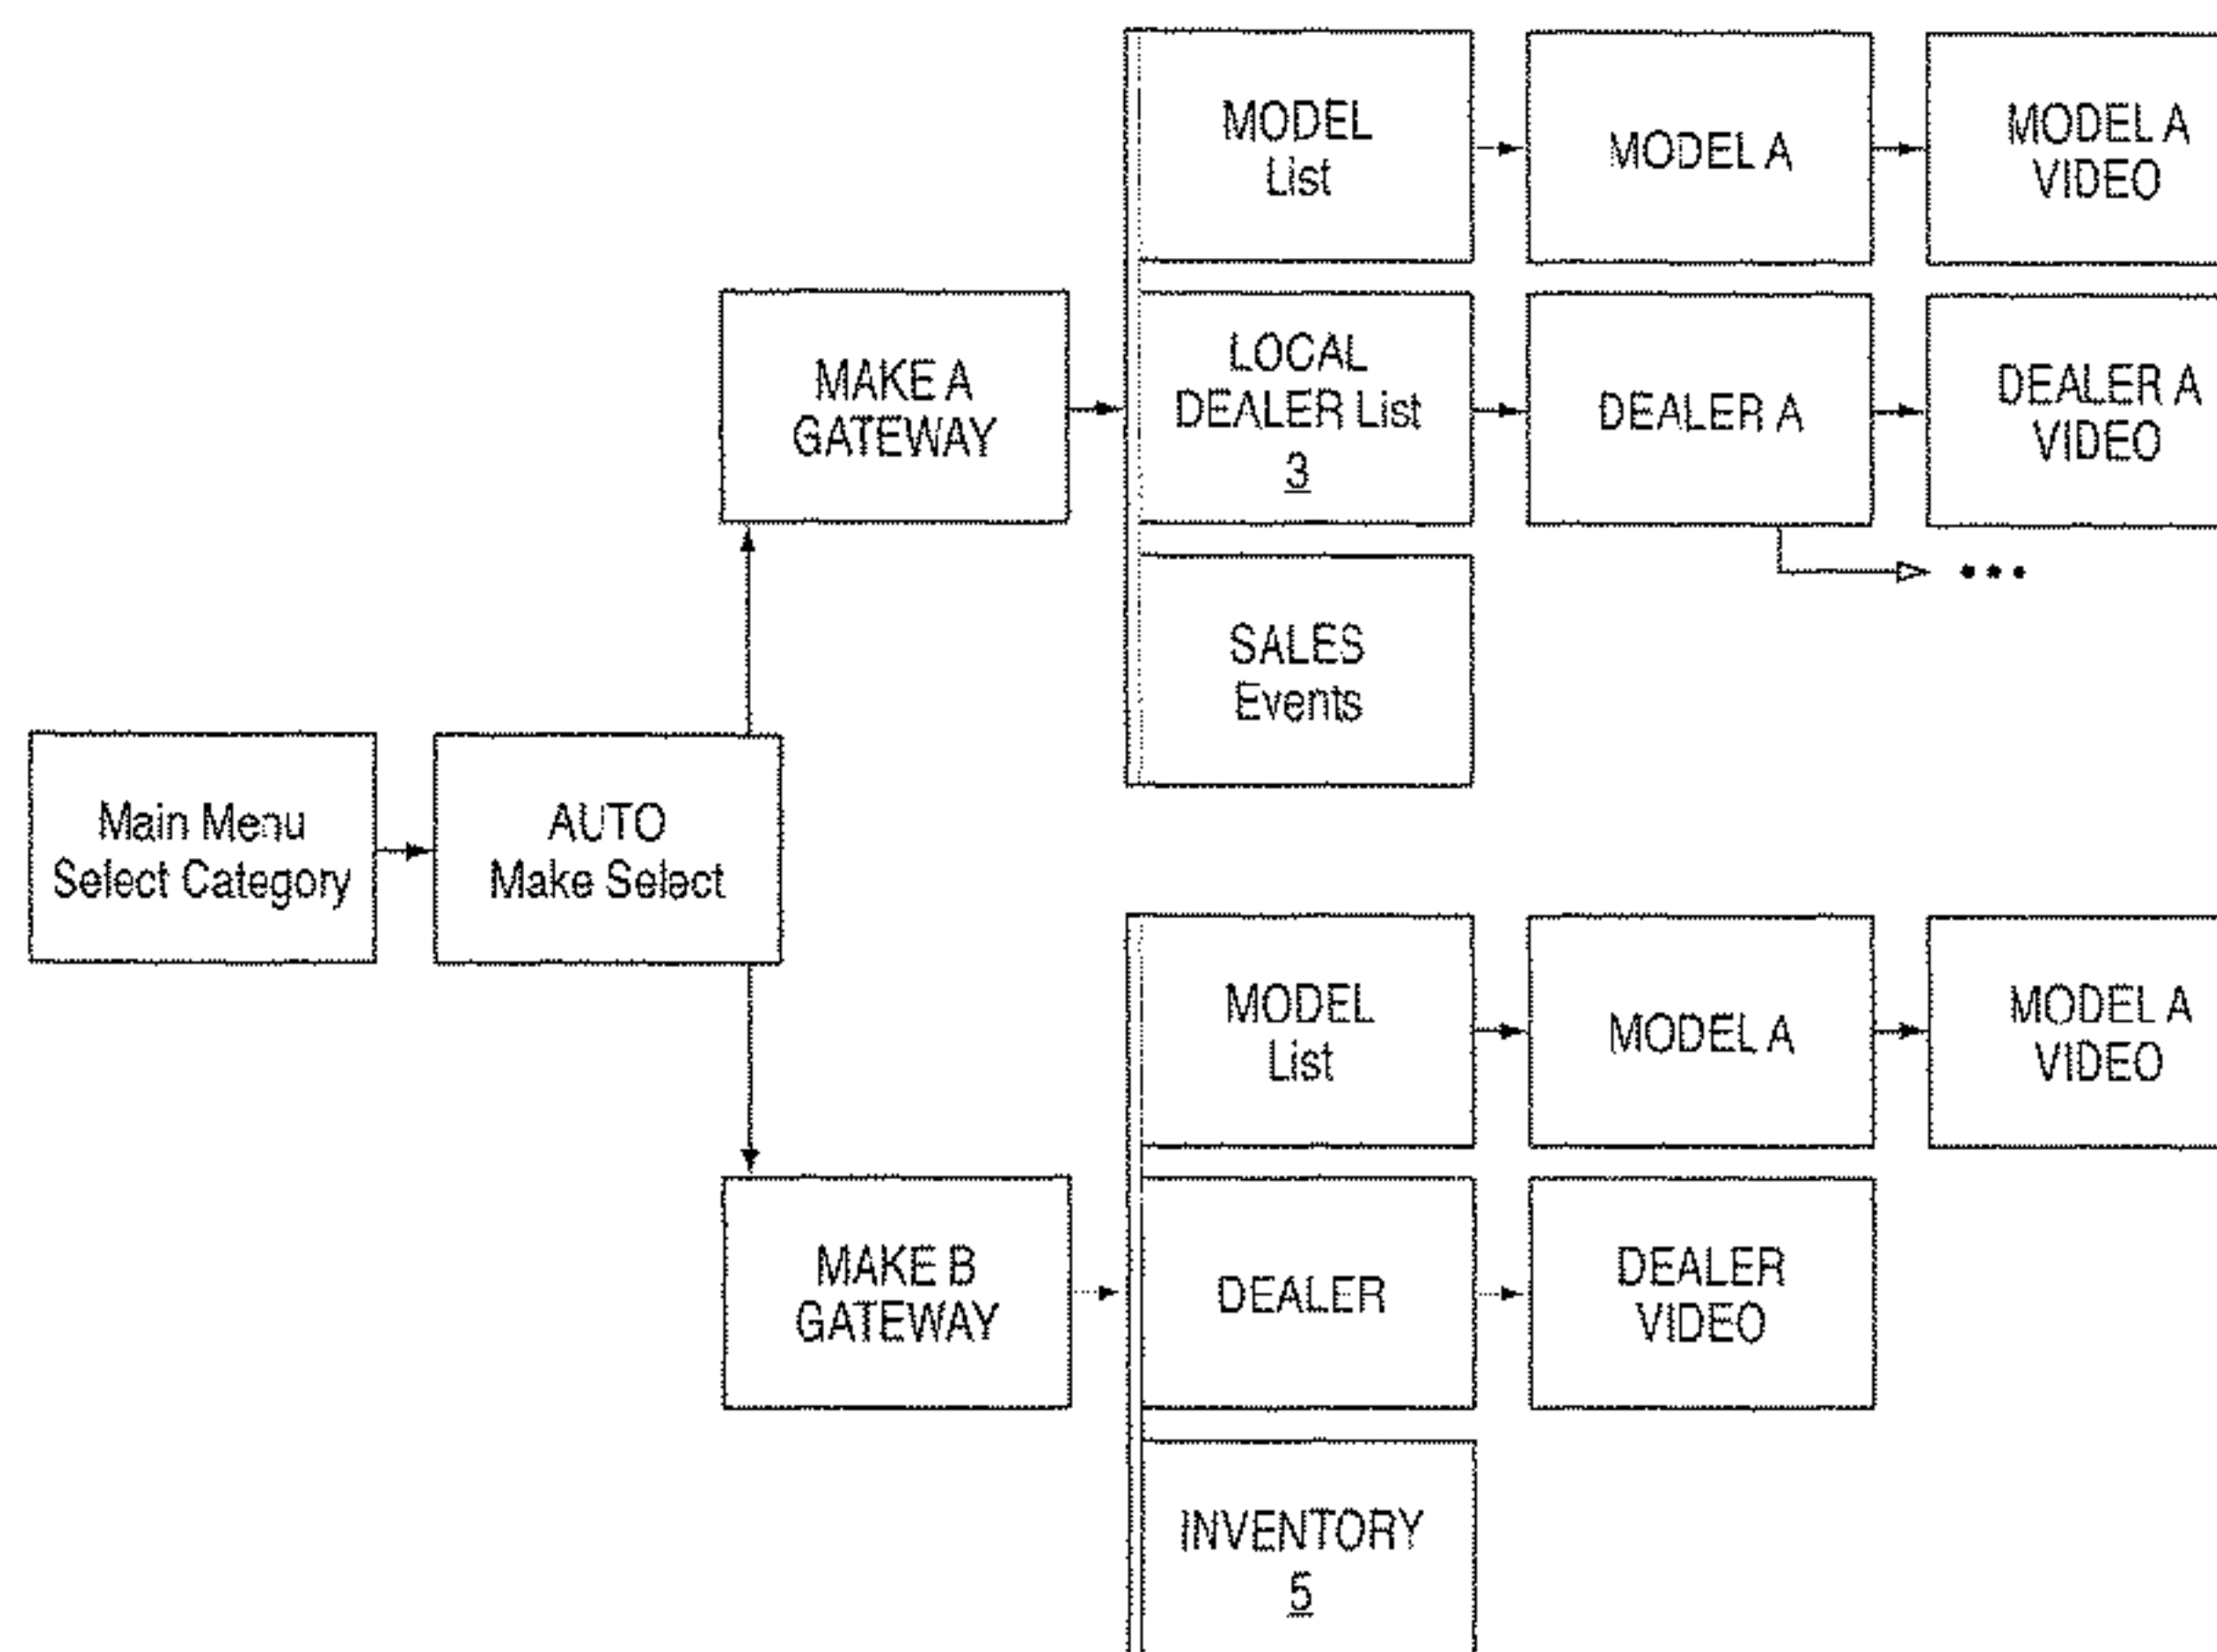 MODEL
List
MODEL A
MODEL A
VIDEO
MAKE A
GATEWAY
LOCAL
DEALER List
3
DEALER A
DEALER A
VIDEO
•••
SALES
Events
Main Menu
Select Category
AUTO
Make Select
MODEL
List
MODEL A
MODEL A
VIDEO
MAKE B
GATEWAY
DEALER
DEALER
VIDEO
INVENTORY
5